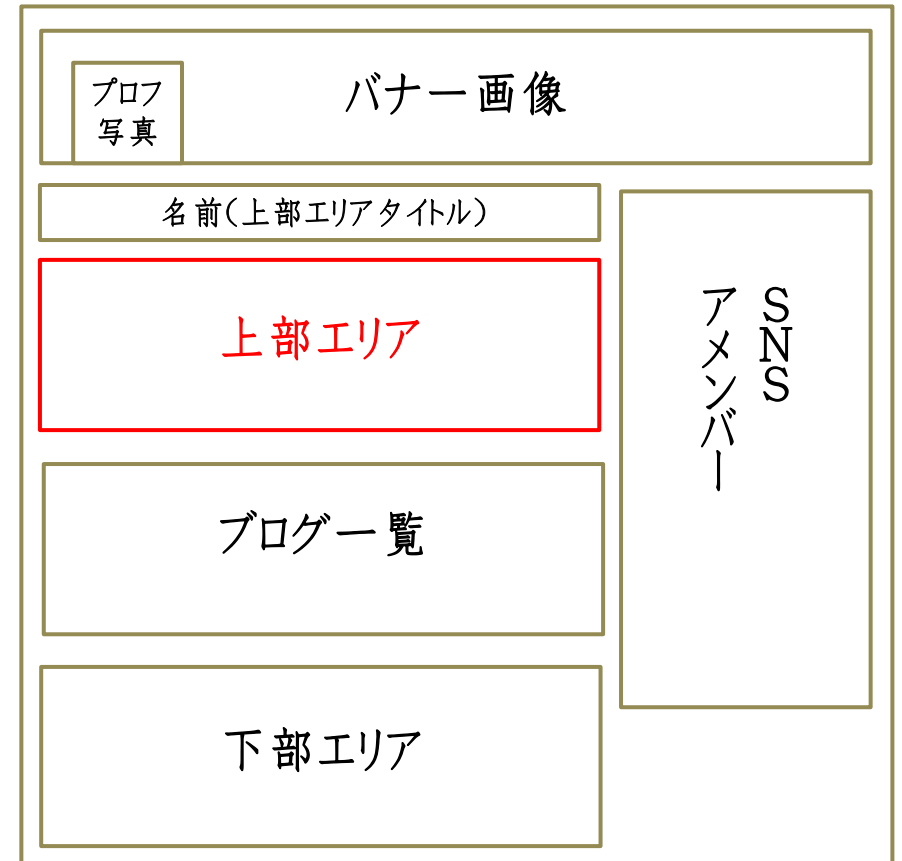 プロフ
写真
バナー画像
名前(上部エリアタイトル)
上部エリア
SNS
アメンバー
ブログ一覧
下部エリア